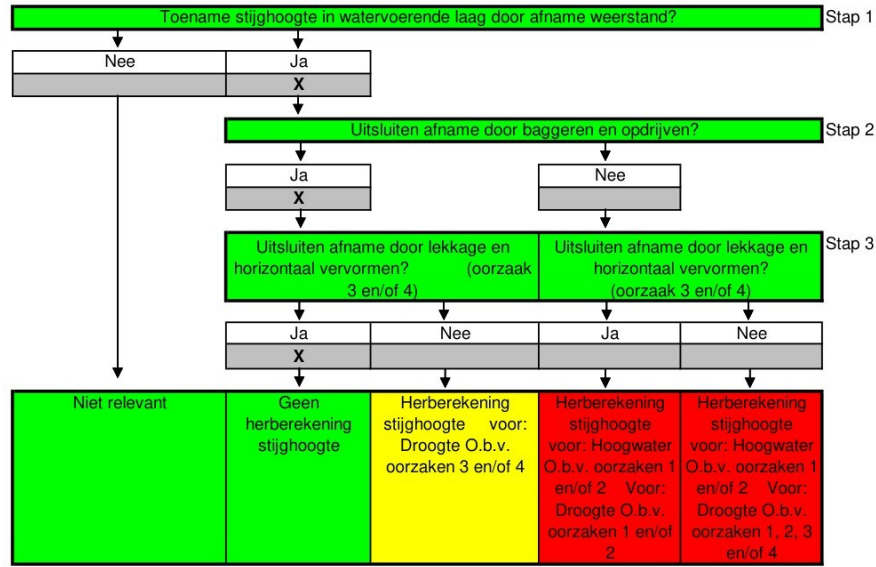 Toename stijghoogte in watervoerende laag door afname weerstand? Stap 1
Nee Ja
X
Uitsluiten afname door baggeren en opdrijven? Stap 2
Ja Nee
X
Uitsluiten afname door lekkage en
horizontaal vervormen? (oorzaak
3 en/of 4)
Uitsluiten afname door lekkage en
horizontaal vervormen?
(oorzaak 3 en/of 4)
Stap 3
Ja Nee Ja Nee
X
Niet relevant
Geen
herberekening
stijghoogte
Herberekening
stijghoogte voor:
Droogte O.b.v.
oorzaken 3 en/of 4
Herberekening
stijghoogte
voor: Hoogwater
O.b.v. oorzaken 1
en/of 2 Voor:
Droogte O.b.v.
oorzaken 1 en/of
2
Herberekening
stijghoogte
voor: Hoogwater
O.b.v. oorzaken 1
en/of 2 Voor:
Droogte O.b.v.
oorzaken 1, 2, 3
en/of 4